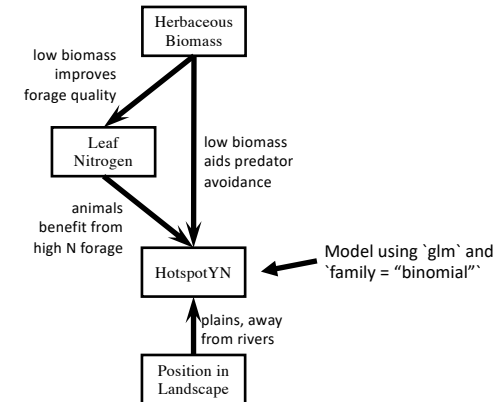 Herbaceous
Biomass
low biomass
improves
forage quality
low biomass
aids predator
avoidance
Leaf
Nitrogen
animals
benefit from
high N forage
HotspotYN
Model using `glm` and
`family = “binomial”`
plains, away
from rivers
Position in
Landscape